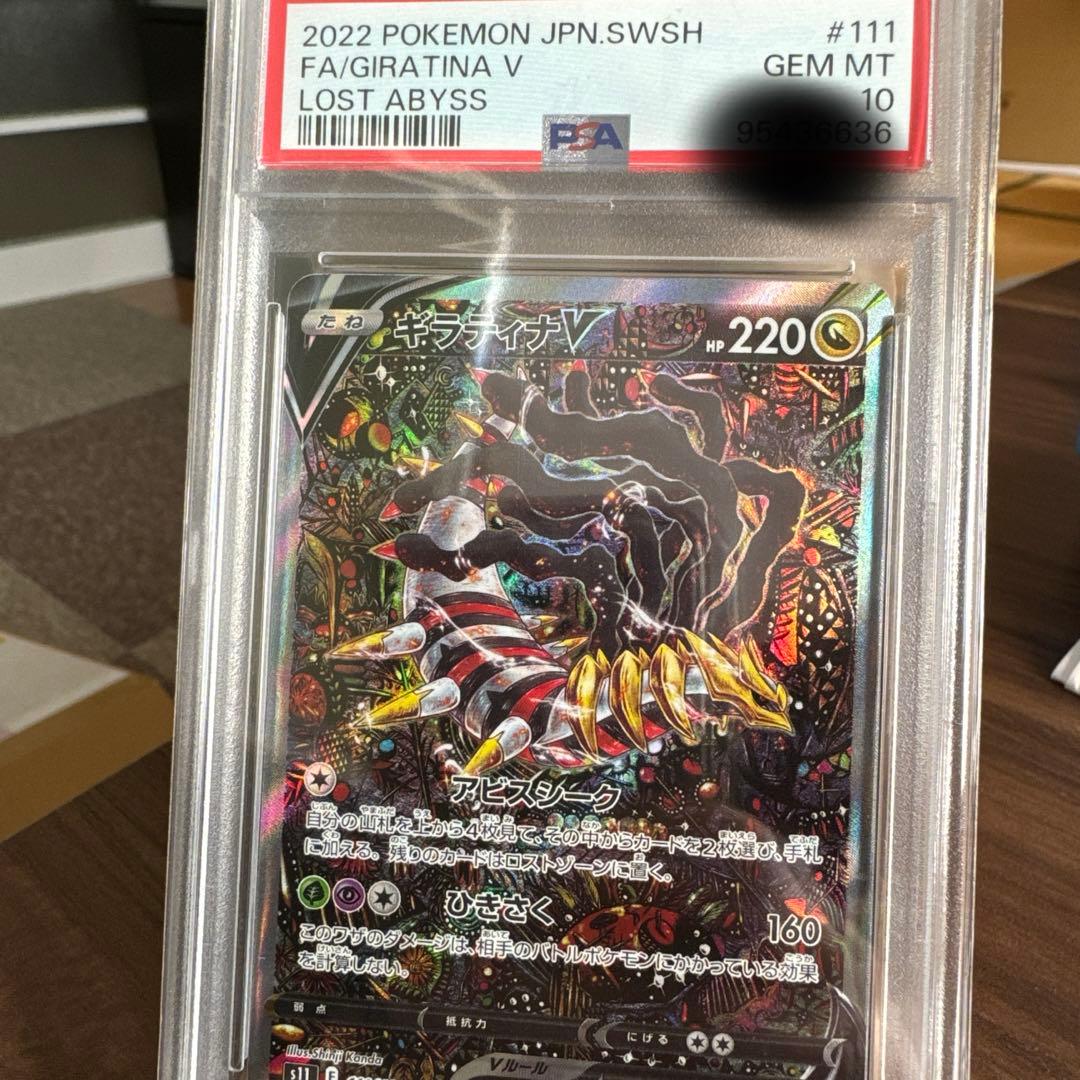 2022 POKEMON JPN.SWSH #111
FA/GIRATINA V GEM MT
LOST ABYSS 10
PSA
たね ギラティナV HP 220
アビスシーク
自分の山札を上から4枚見て、その中からカードを2枚選び、手札
に加える。残りのカードはロストゾーンに置く。
ひきさく 160
このワザのダメージは、相手のバトルポケモンにかかっている効果
を計算しない。
弱点 抵抗力 にげる
Illus.Shinji Kanda
s11 F
Vルール